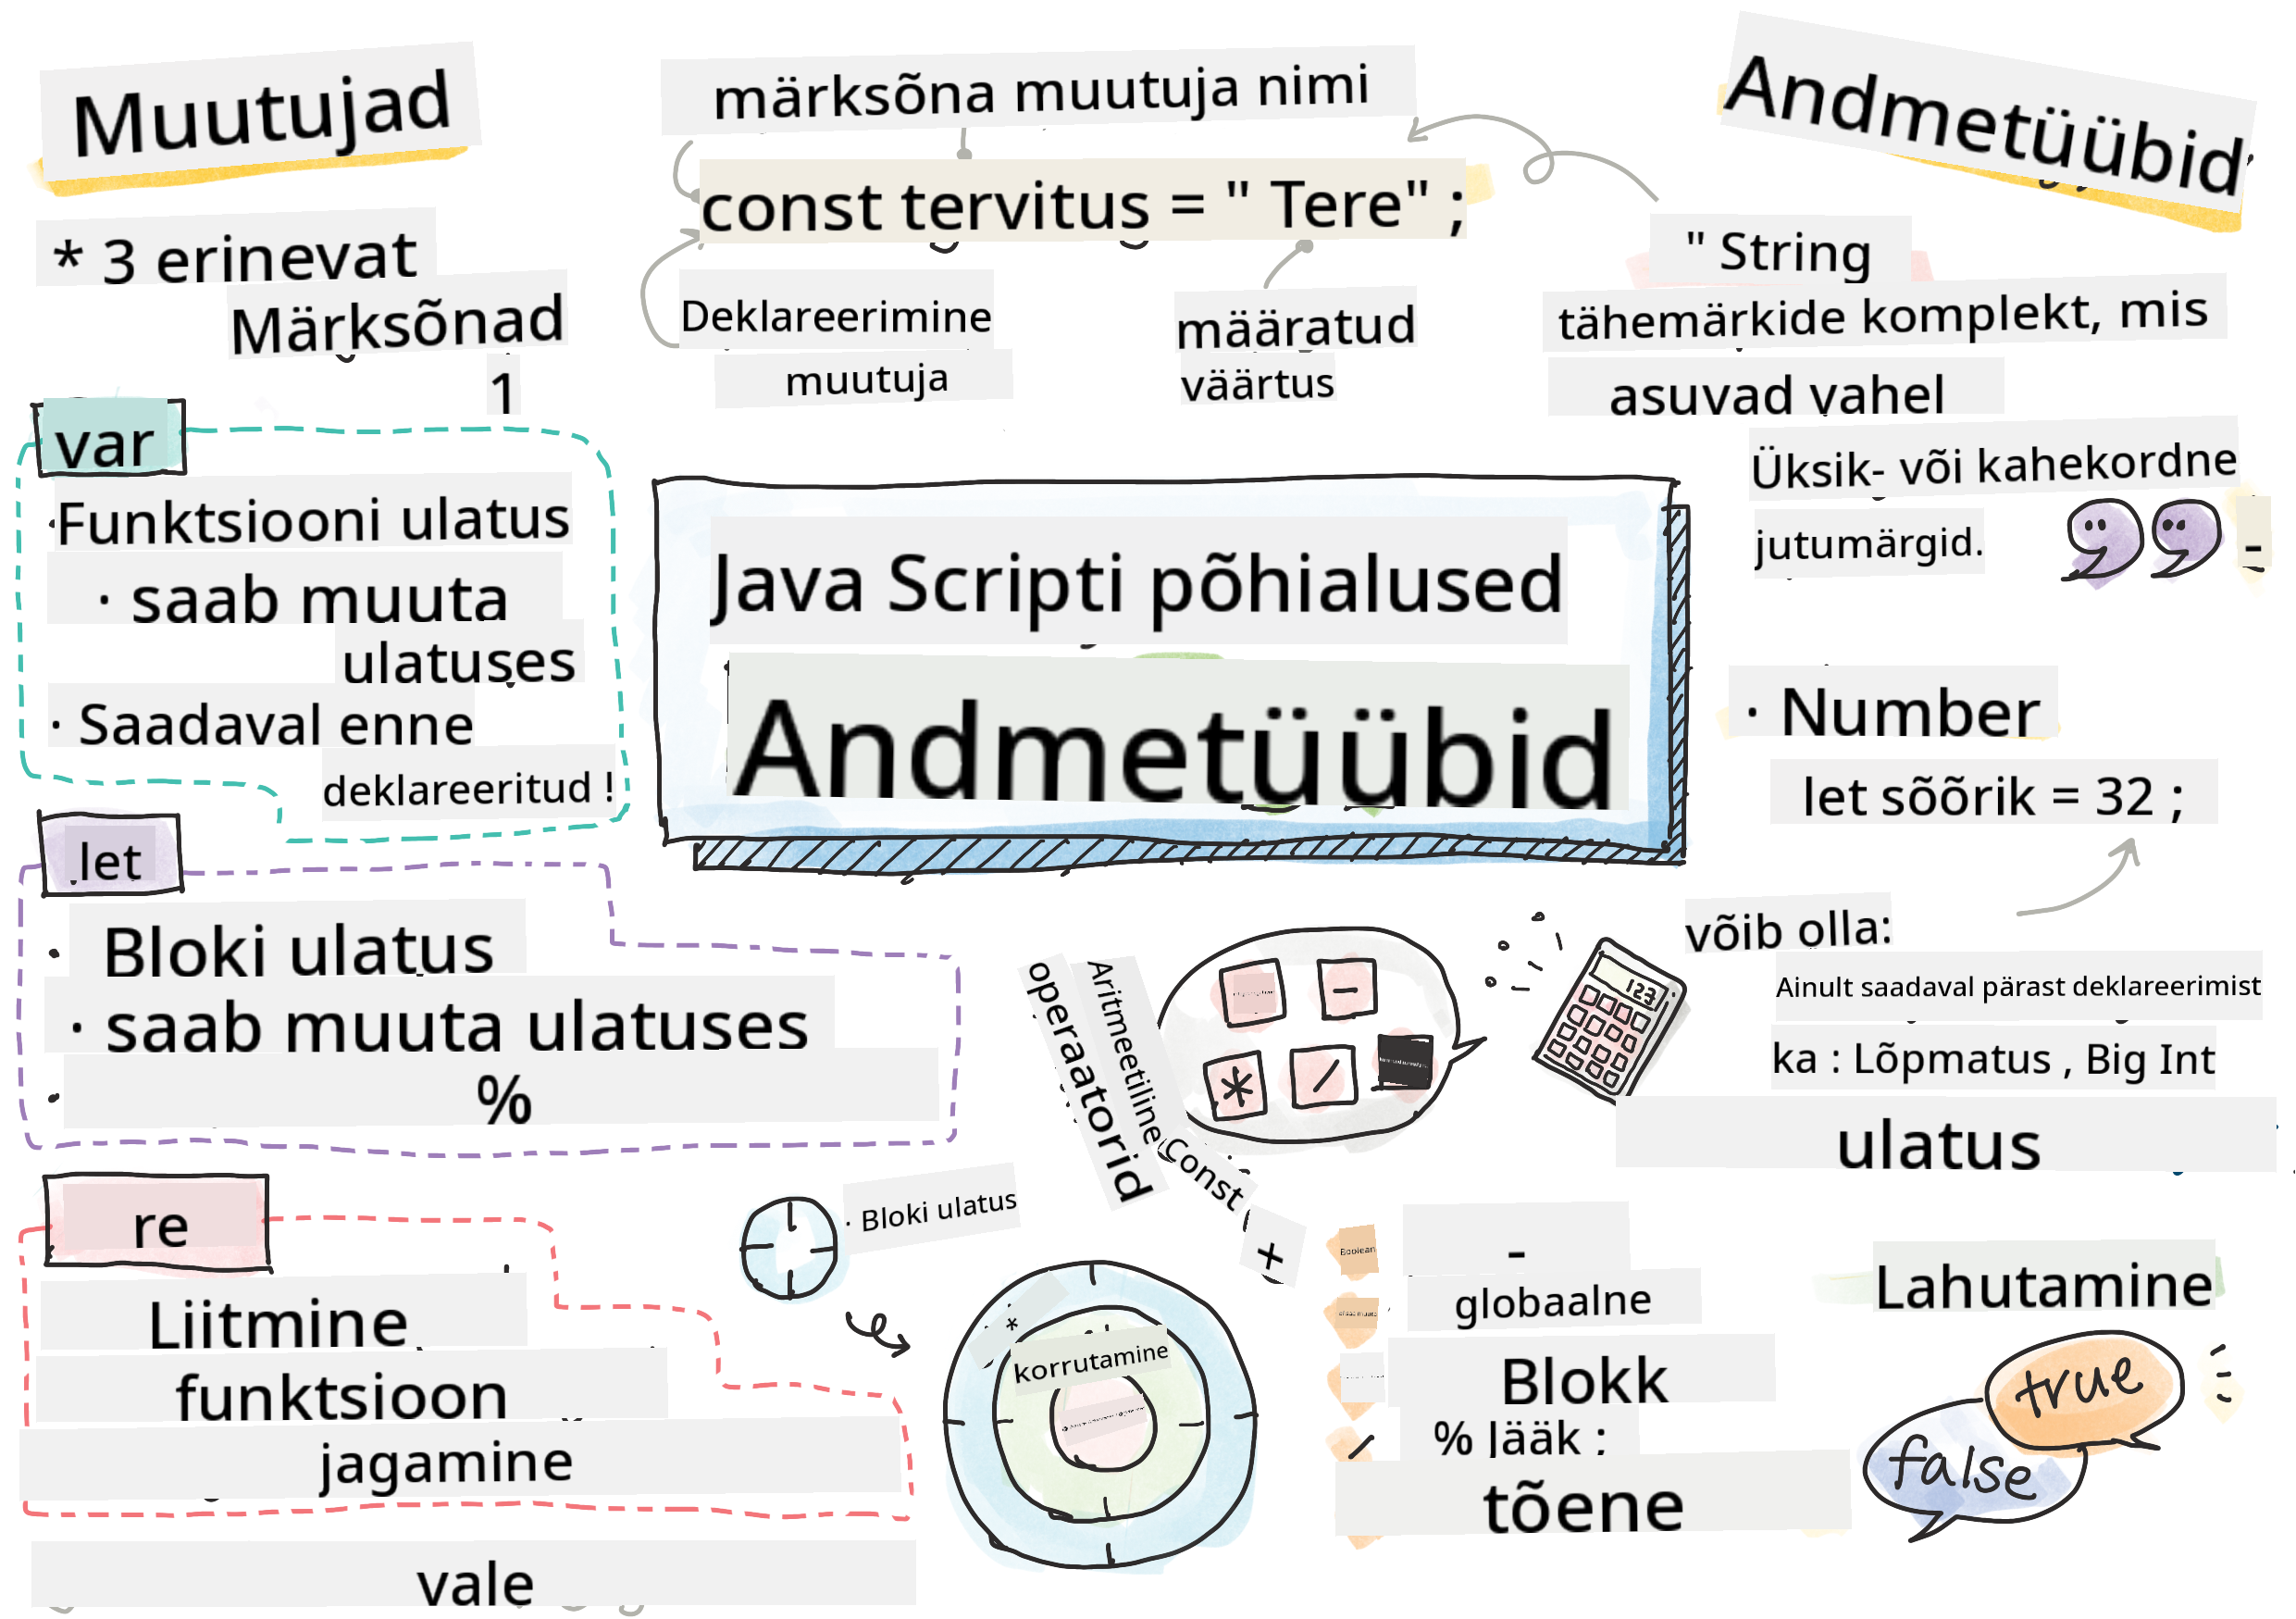 Muutujad
* 3 erinevat
Märksõnad
1
var
· Funktsiooni ulatus
· saab muuta
ulatuses
· Saadaval enne
deklareeritud !
let
· Bloki ulatus
· saab muuta ulatuses
· %
re
Liitmine
funktsioon
jagamine
vale
märksõna muutuja nimi
const tervitus = " Tere" ;
Deklareerimine
muutuja
määratud
väärtus
Java Scripti põhialused
Andmetüübid
Andmetüübid
" String
tähemärkide komplekt, mis
asuvad vahel
Üksik- või kahekordne
jutumärgid.
-
· Number
let sõõrik = 32 ;
võib olla:
Ainult saadaval pärast deklareerimist
ka : Lõpmatus , Big Int
ulatus
Aritmeetiline
operaatorid
Const
+
-
* /
123
· Bloki ulatus
*
korrutamine
Boolean
-
globaalne
Blokk
/ % Jääk ;
tõene
Lahutamine
true
false